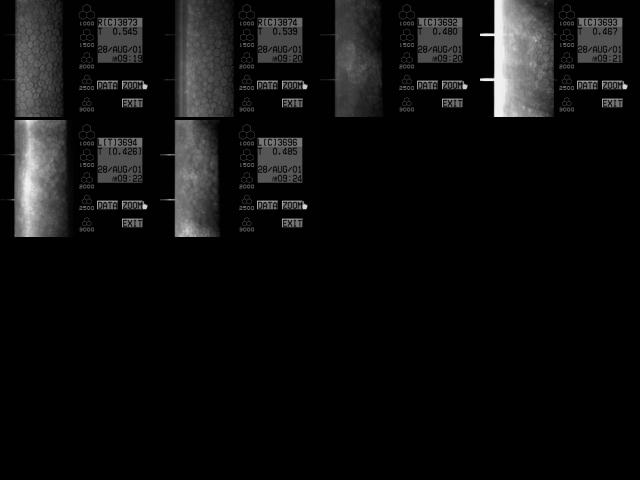 R[C]3873
T 0.545
28/AUG/01
09:19
1000
1500
2000
2500
3000
DATA ZOOM
EXIT
R[C]3874
T 0.539
28/AUG/01
09:20
1000
1500
2000
2500
3000
DATA ZOOM
EXIT
L[C]3692
T 0.480
28/AUG/01
09:20
1000
1500
2000
2500
3000
DATA ZOOM
EXIT
L[C]3693
T 0.467
28/AUG/01
09:21
1000
1500
2000
2500
3000
DATA ZOOM
EXIT
L[T]3694
T [0.426]
28/AUG/01
09:22
1000
1500
2000
2500
3000
DATA ZOOM
EXIT
L[C]3696
T 0.485
28/AUG/01
09:24
1000
1500
2000
2500
3000
DATA ZOOM
EXIT